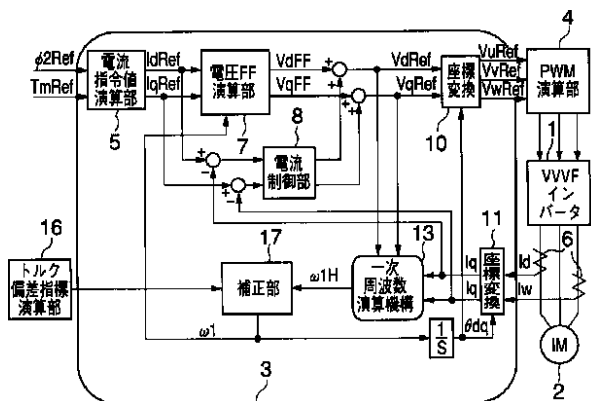 4
φ2Ref
TmRef
電流
指令値
演算部
5
IdRef
IqRef
電圧FF
演算部
7
VdFF
VqFF
+
+
+
+
VdRef
VqRef
座標
変換
10
VuRef
VvRef
VwRef
PWM
演算部
8
電流
制御部
+
−
+
−
1
VVVF
イン
バータ
16
トルク
偏差指標
演算部
17
補正部
ω1H
13
一次
周波数
演算機構
Iq
Iq
11
座標変換
Id
Iw
6
ω1
1
S
θdq
IM
2
3